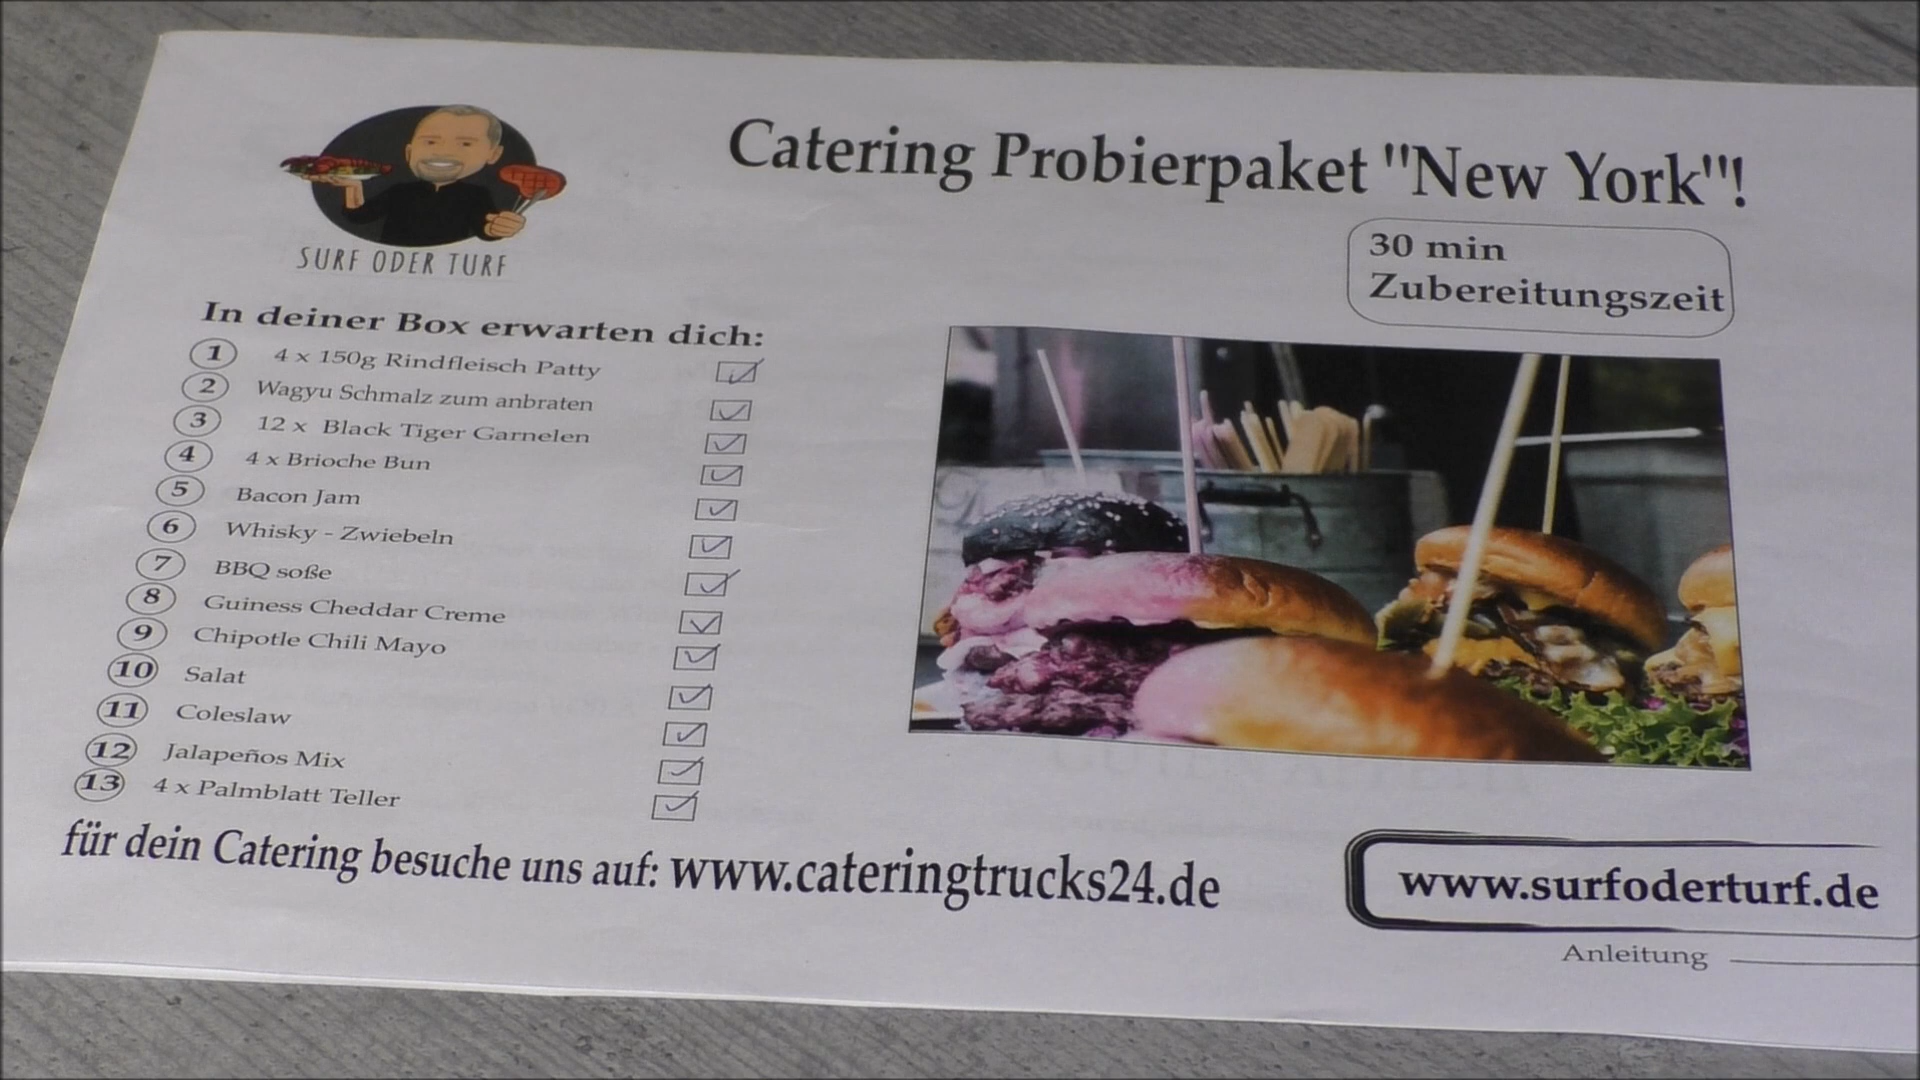 SURF ODER TURF
Catering Probierpaket "New York"!
30 min
Zubereitungszeit
In deiner Box erwarten dich:
1 4 x 150g Rindfleisch Patty
2 Wagyu Schmalz zum anbraten
3 12 x Black Tiger Garnelen
4 4 x Brioche Bun
5 Bacon Jam
6 Whisky - Zwiebeln
7 BBQ soße
8 Guiness Cheddar Creme
9 Chipotle Chili Mayo
10 Salat
11 Coleslaw
12 Jalapeños Mix
13 4 x Palmblatt Teller
für dein Catering besuche uns auf: www.cateringtrucks24.de
www.surfoderturf.de
Anleitung